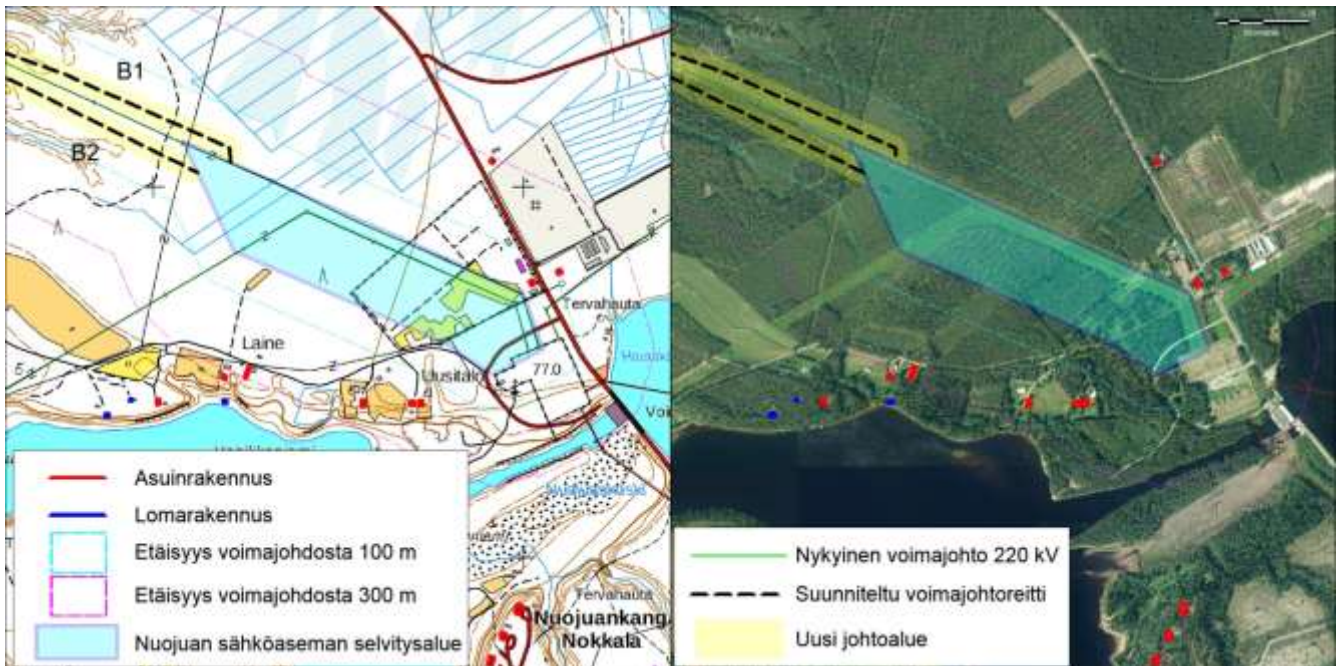 B1
B2
Laine
Uusitalo
Tervahauta
77.0
Tervahauta
Nuojuankang.
Nokkala
Asuinrakennus
Lomarakennus
Etäisyys voimajohdosta 100 m
Etäisyys voimajohdosta 300 m
Nuojuan sähköaseman selvitysalue
Nykyinen voimajohto 220 kV
Suunniteltu voimajohtoreitti
Uusi johtoalue